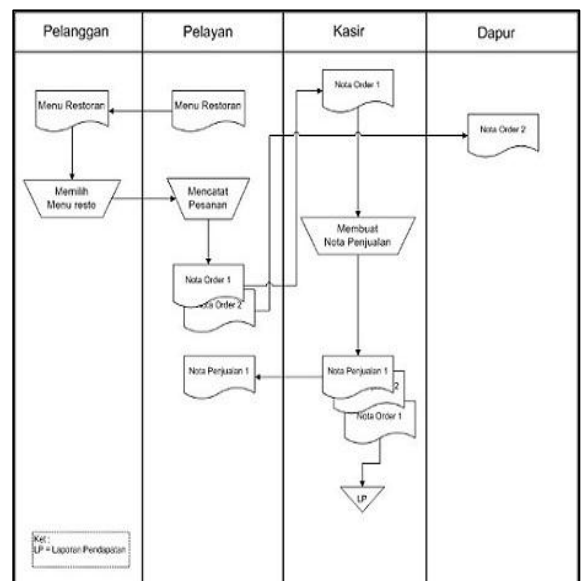 Pelanggan
Pelayan
Kasir
Dapur
Menu Restoran
Menu Restoran
Nota Order 1
Nota Order 2
Memilih
Menu resto
Mencatat
Pesanan
Membuat
Nota Penjualan
Nota Order 1
Nota Order 2
Nota Penjualan 1
Nota Penjualan 1
2
Nota Order 1
LP
Ket :
LP = Laporan Pendapatan